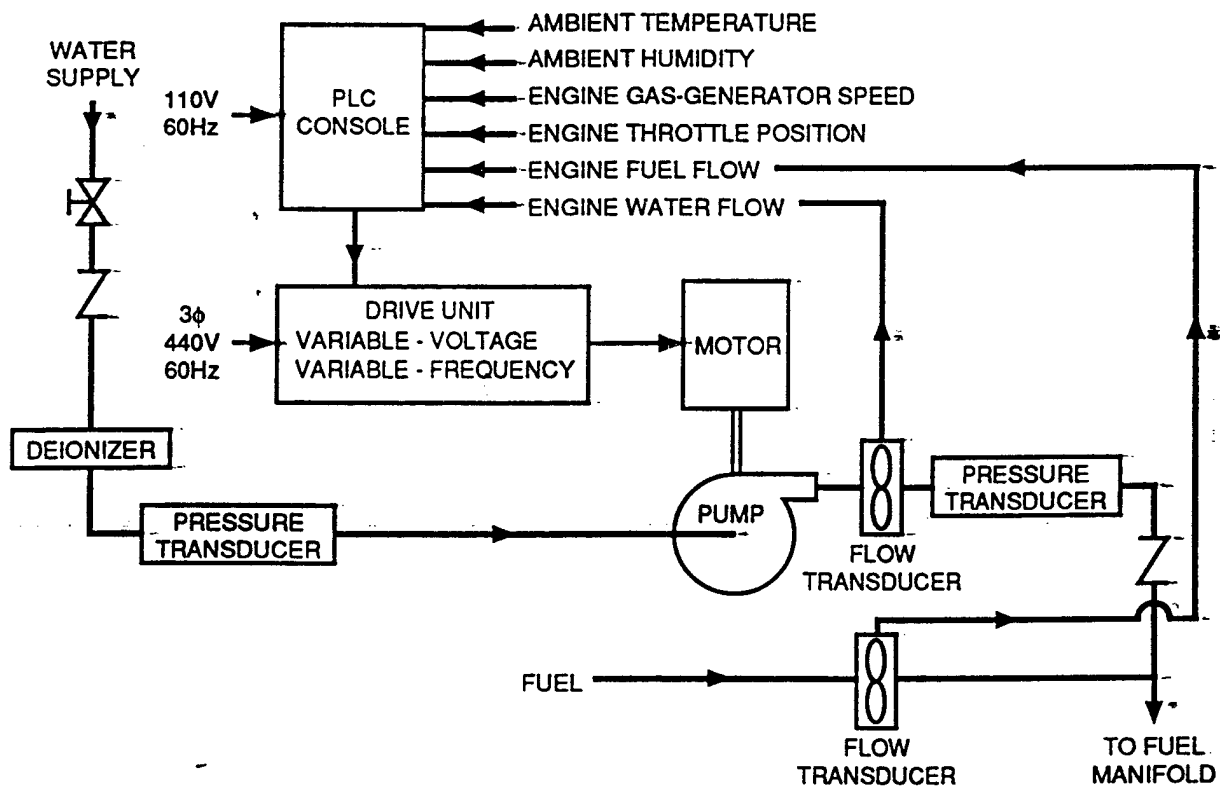 WATER
SUPPLY
110V
60Hz
PLC
CONSOLE
AMBIENT TEMPERATURE
AMBIENT HUMIDITY
ENGINE GAS-GENERATOR SPEED
ENGINE THROTTLE POSITION
ENGINE FUEL FLOW
ENGINE WATER FLOW
3ϕ
440V
60Hz
DRIVE UNIT
VARIABLE - VOLTAGE
VARIABLE - FREQUENCY
MOTOR
DEIONIZER
PRESSURE
TRANSDUCER
PUMP
FLOW
TRANSDUCER
PRESSURE
TRANSDUCER
FUEL
FLOW
TRANSDUCER
TO FUEL
MANIFOLD